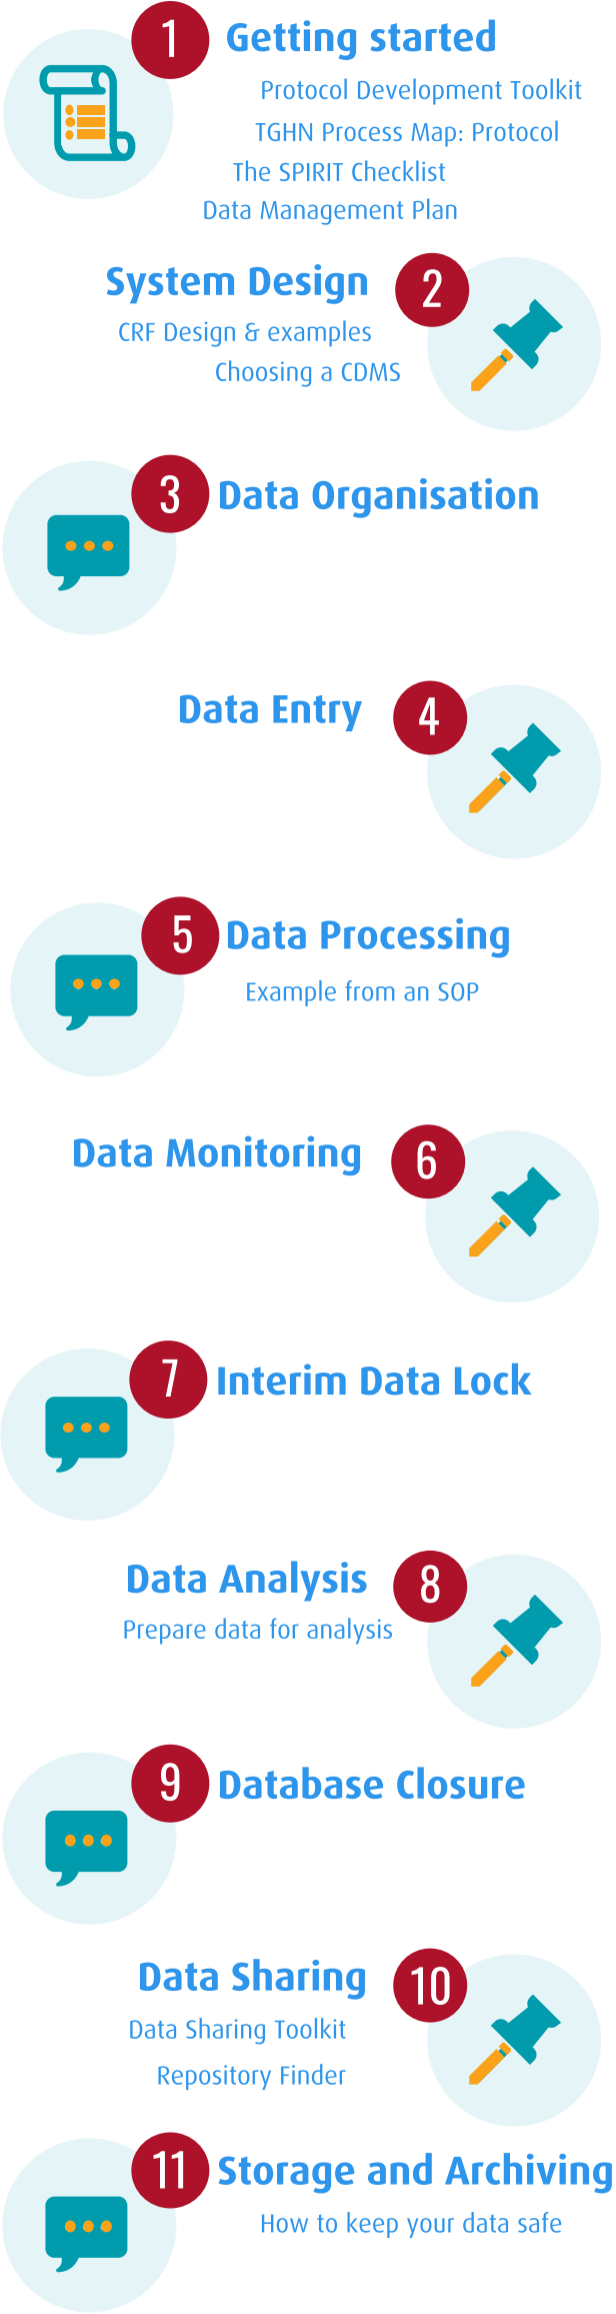 1 Getting started
Protocol Development Toolkit
TGHN Process Map: Protocol
The SPIRIT Checklist
Data Management Plan
System Design 2
CRF Design & examples
Choosing a CDMS
3 Data Organisation
Data Entry 4
5 Data Processing
Example from an SOP
Data Monitoring 6
7 Interim Data Lock
Data Analysis 8
Prepare data for analysis
9 Database Closure
Data Sharing 10
Data Sharing Toolkit
Repository Finder
11 Storage and Archiving
How to keep your data safe